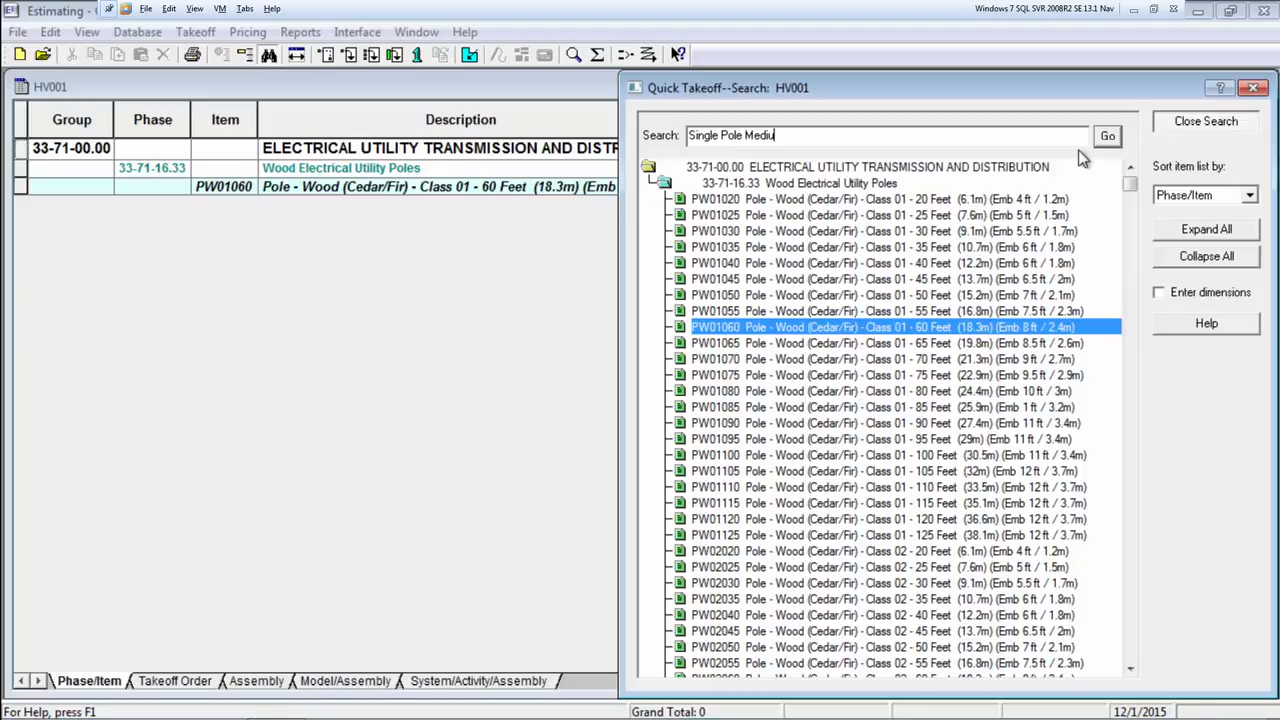 Estimating -
File Edit View VM Tabs Help
Windows 7 SQL SVR 2008R2 SE 13.1 Nav
File Edit View Database Takeoff Pricing Reports Interface Window Help
HV001
Group Phase Item Description
33-71-00.00 ELECTRICAL UTILITY TRANSMISSION AND DISTR
33-71-16.33 Wood Electrical Utility Poles
PW01060 Pole - Wood (Cedar/Fir) - Class 01 - 60 Feet (18.3m) (Emb
Quick Takeoff--Search: HV001
Search: Single Pole Mediu Go
33-71-00.00 ELECTRICAL UTILITY TRANSMISSION AND DISTRIBUTION
33-71-16.33 Wood Electrical Utility Poles
PW01020 Pole - Wood (Cedar/Fir) - Class 01 - 20 Feet (6.1m) (Emb 4 ft / 1.2m)
PW01025 Pole - Wood (Cedar/Fir) - Class 01 - 25 Feet (7.6m) (Emb 5 ft / 1.5m)
PW01030 Pole - Wood (Cedar/Fir) - Class 01 - 30 Feet (9.1m) (Emb 5.5 ft / 1.7m)
PW01035 Pole - Wood (Cedar/Fir) - Class 01 - 35 Feet (10.7m) (Emb 6 ft / 1.8m)
PW01040 Pole - Wood (Cedar/Fir) - Class 01 - 40 Feet (12.2m) (Emb 6 ft / 1.8m)
PW01045 Pole - Wood (Cedar/Fir) - Class 01 - 45 Feet (13.7m) (Emb 6.5 ft / 2m)
PW01050 Pole - Wood (Cedar/Fir) - Class 01 - 50 Feet (15.2m) (Emb 7 ft / 2.1m)
PW01055 Pole - Wood (Cedar/Fir) - Class 01 - 55 Feet (16.8m) (Emb 7.5 ft / 2.3m)
PW01060 Pole - Wood (Cedar/Fir) - Class 01 - 60 Feet (18.3m) (Emb 8 ft / 2.4m)
PW01065 Pole - Wood (Cedar/Fir) - Class 01 - 65 Feet (19.8m) (Emb 8.5 ft / 2.6m)
PW01070 Pole - Wood (Cedar/Fir) - Class 01 - 70 Feet (21.3m) (Emb 9 ft / 2.7m)
PW01075 Pole - Wood (Cedar/Fir) - Class 01 - 75 Feet (22.9m) (Emb 9.5 ft / 2.9m)
PW01080 Pole - Wood (Cedar/Fir) - Class 01 - 80 Feet (24.4m) (Emb 10 ft / 3m)
PW01085 Pole - Wood (Cedar/Fir) - Class 01 - 85 Feet (25.9m) (Emb 1 ft / 3.2m)
PW01090 Pole - Wood (Cedar/Fir) - Class 01 - 90 Feet (27.4m) (Emb 11 ft / 3.4m)
PW01095 Pole - Wood (Cedar/Fir) - Class 01 - 95 Feet (29m) (Emb 11 ft / 3.4m)
PW01100 Pole - Wood (Cedar/Fir) - Class 01 - 100 Feet (30.5m) (Emb 11 ft / 3.4m)
PW01105 Pole - Wood (Cedar/Fir) - Class 01 - 105 Feet (32m) (Emb 12 ft / 3.7m)
PW01110 Pole - Wood (Cedar/Fir) - Class 01 - 110 Feet (33.5m) (Emb 12 ft / 3.7m)
PW01115 Pole - Wood (Cedar/Fir) - Class 01 - 115 Feet (35.1m) (Emb 12 ft / 3.7m)
PW01120 Pole - Wood (Cedar/Fir) - Class 01 - 120 Feet (36.6m) (Emb 12 ft / 3.7m)
PW01125 Pole - Wood (Cedar/Fir) - Class 01 - 125 Feet (38.1m) (Emb 12 ft / 3.7m)
PW02020 Pole - Wood (Cedar/Fir) - Class 02 - 20 Feet (6.1m) (Emb 4 ft / 1.2m)
PW02025 Pole - Wood (Cedar/Fir) - Class 02 - 25 Feet (7.6m) (Emb 5 ft / 1.5m)
PW02030 Pole - Wood (Cedar/Fir) - Class 02 - 30 Feet (9.1m) (Emb 5.5 ft / 1.7m)
PW02035 Pole - Wood (Cedar/Fir) - Class 02 - 35 Feet (10.7m) (Emb 6 ft / 1.8m)
PW02040 Pole - Wood (Cedar/Fir) - Class 02 - 40 Feet (12.2m) (Emb 6 ft / 1.8m)
PW02045 Pole - Wood (Cedar/Fir) - Class 02 - 45 Feet (13.7m) (Emb 6.5 ft / 2m)
PW02050 Pole - Wood (Cedar/Fir) - Class 02 - 50 Feet (15.2m) (Emb 7 ft / 2.1m)
PW02055 Pole - Wood (Cedar/Fir) - Class 02 - 55 Feet (16.8m) (Emb 7.5 ft / 2.3m)
Close Search
Sort item list by:
Phase/Item
Expand All
Collapse All
Enter dimensions
Help
Phase/Item Takeoff Order Assembly Model/Assembly System/Activity/Assembly
For Help, press F1
Grand Total: 0
12/1/2015